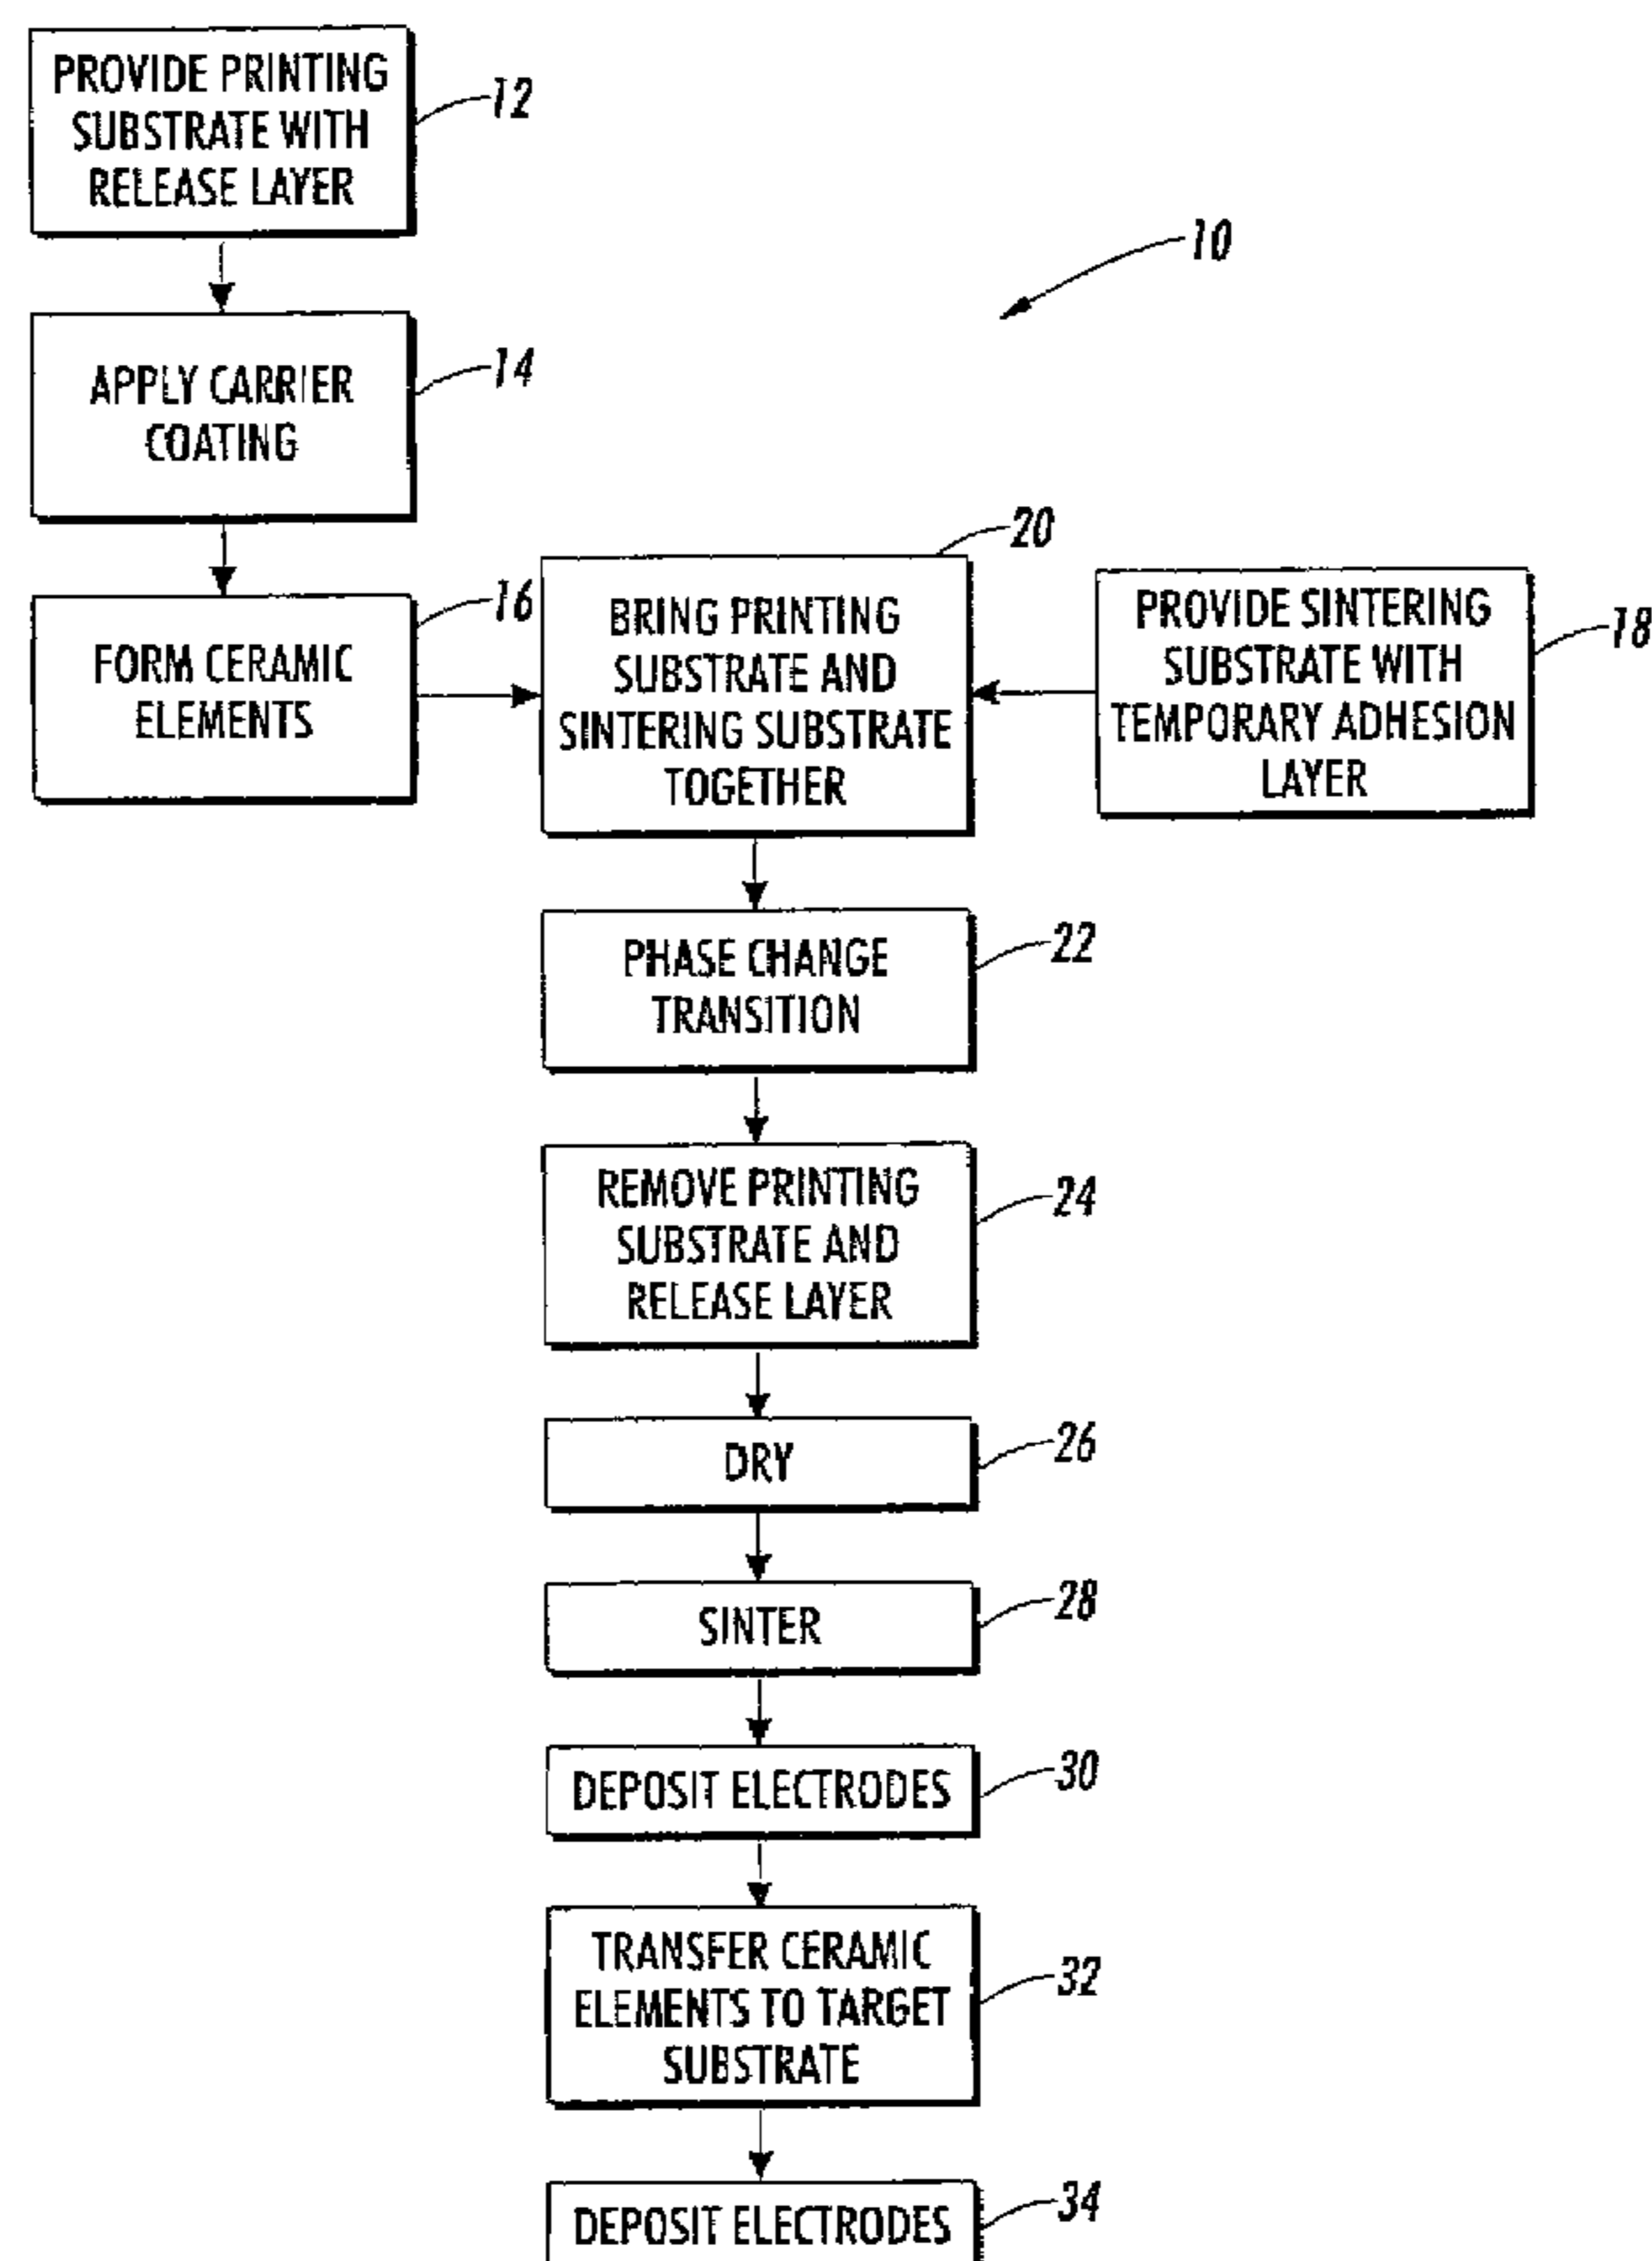 PROVIDE PRINTING
SUBSTRATE WITH
RELEASE LAYER
12
10
APPLY CARRIER
COATING
14
FORM CERAMIC
ELEMENTS
16
BRING PRINTING
SUBSTRATE AND
SINTERING SUBSTRATE
TOGETHER
20
PROVIDE SINTERING
SUBSTRATE WITH
TEMPORARY ADHESION
LAYER
18
PHASE CHANGE
TRANSITION
22
REMOVE PRINTING
SUBSTRATE AND
RELEASE LAYER
24
DRY
26
SINTER
28
DEPOSIT ELECTRODES
30
TRANSFER CERAMIC
ELEMENTS TO TARGET
SUBSTRATE
32
DEPOSIT ELECTRODES
34